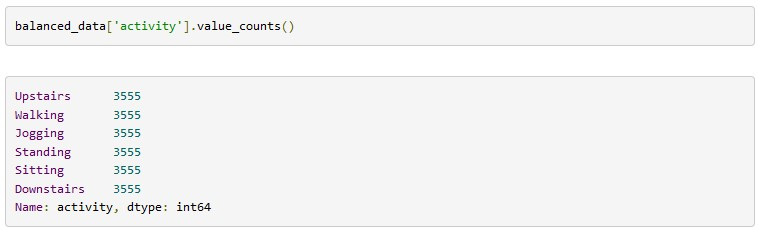 balanced_data['activity'].value_counts()
Upstairs      3555
Walking       3555
Jogging       3555
Standing      3555
Sitting       3555
Downstairs    3555
Name: activity, dtype: int64